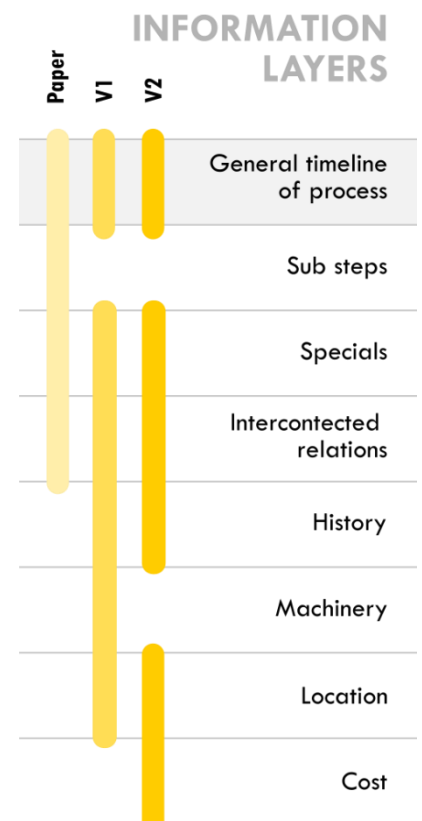 INFORMATION
LAYERS
Paper
V1
V2
General timeline
of process
Sub steps
Specials
Intercontected
relations
History
Machinery
Location
Cost